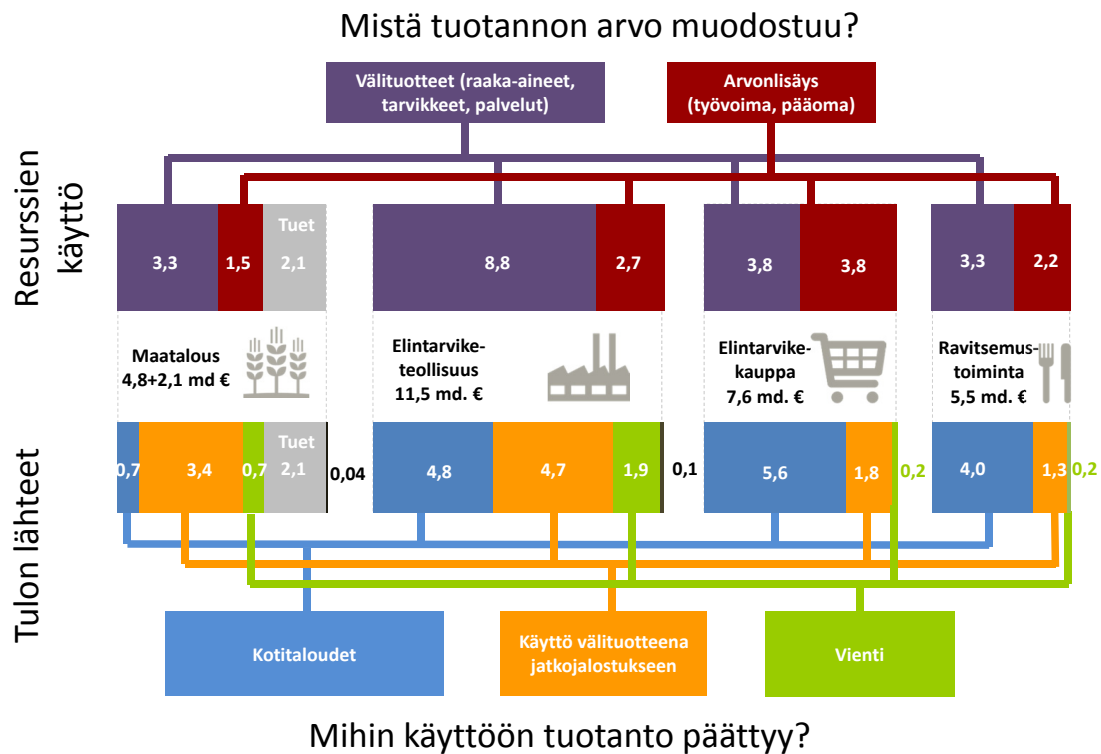 Mistä tuotannon arvo muodostuu?
Välituotteet (raaka-aineet,
tarvikkeet, palvelut)
Arvonlisäys
(työvoima, pääoma)
Resurssien
käyttö
3,3
1,5
Tuet
2,1
8,8
2,7
3,8
3,8
3,3
2,2
Maatalous
4,8+2,1 md €
Elintarvike-
teollisuus
11,5 md. €
Elintarvike-
kauppa
7,6 md. €
Ravitsemus-
toiminta
5,5 md. €
Tulon lähteet
0,7
3,4
0,7
Tuet
2,1
0,04
4,8
4,7
1,9
0,1
5,6
1,8
0,2
4,0
1,3
0,2
Kotitaloudet
Käyttö välituotteena
jatkojalostukseen
Vienti
Mihin käyttöön tuotanto päättyy?